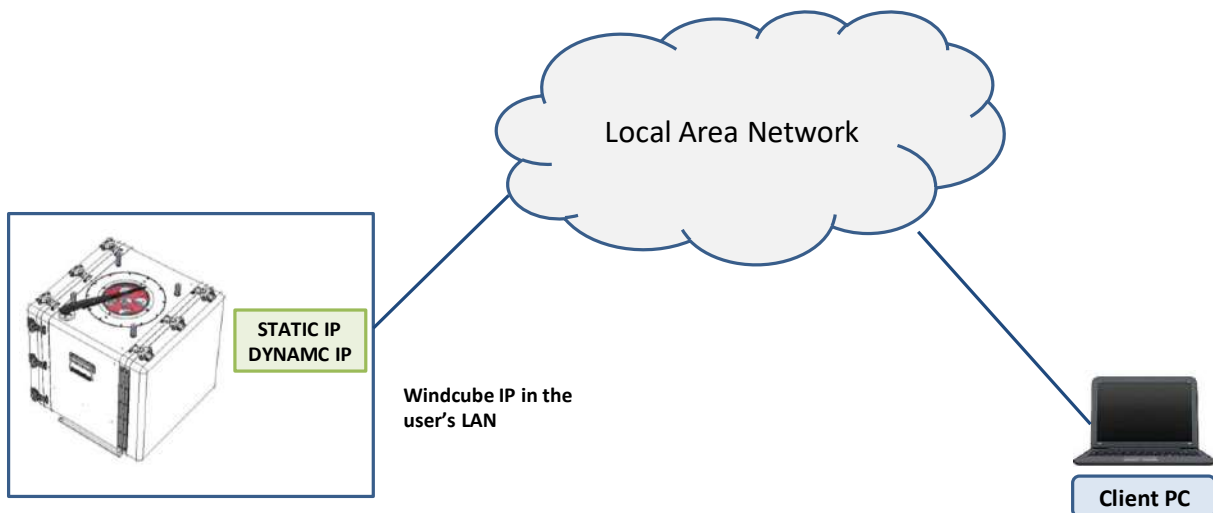 Local Area Network
STATIC IP
DYNAMC IP
Windcube IP in the
user’s LAN
Client PC